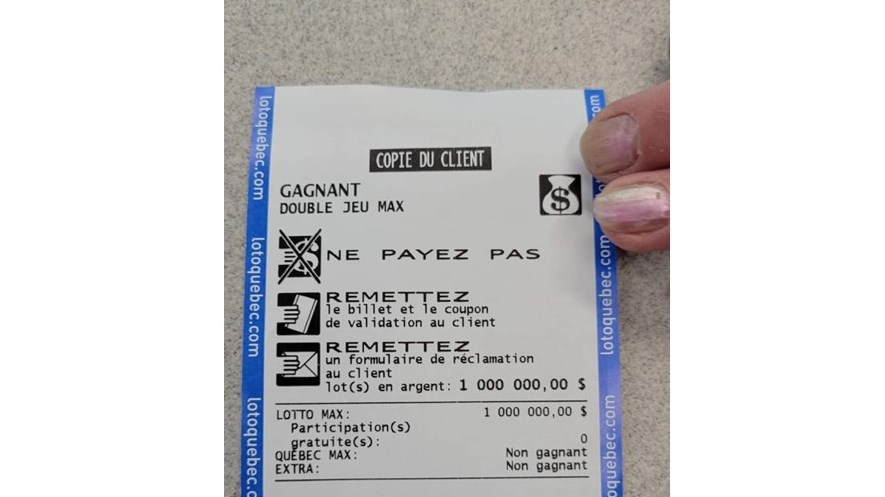 COPIE DU CLIENT
GAGNANT
DOUBLE JEU MAX
$
NE PAYEZ PAS
REMETTEZ
le billet et le coupon
de validation au client
REMETTEZ
un formulaire de réclamation
au client
lot(s) en argent: 1 000 000,00 $
LOTTO MAX: 1 000 000,00 $
Participation(s)
gratuite(s): 0
QUÉBEC MAX: Non gagnant
EXTRA: Non gagnant
lotoquebec.com
lotoquebec.com
lotoquebec.com
om
lotoquebec.com
lotoquebec.com